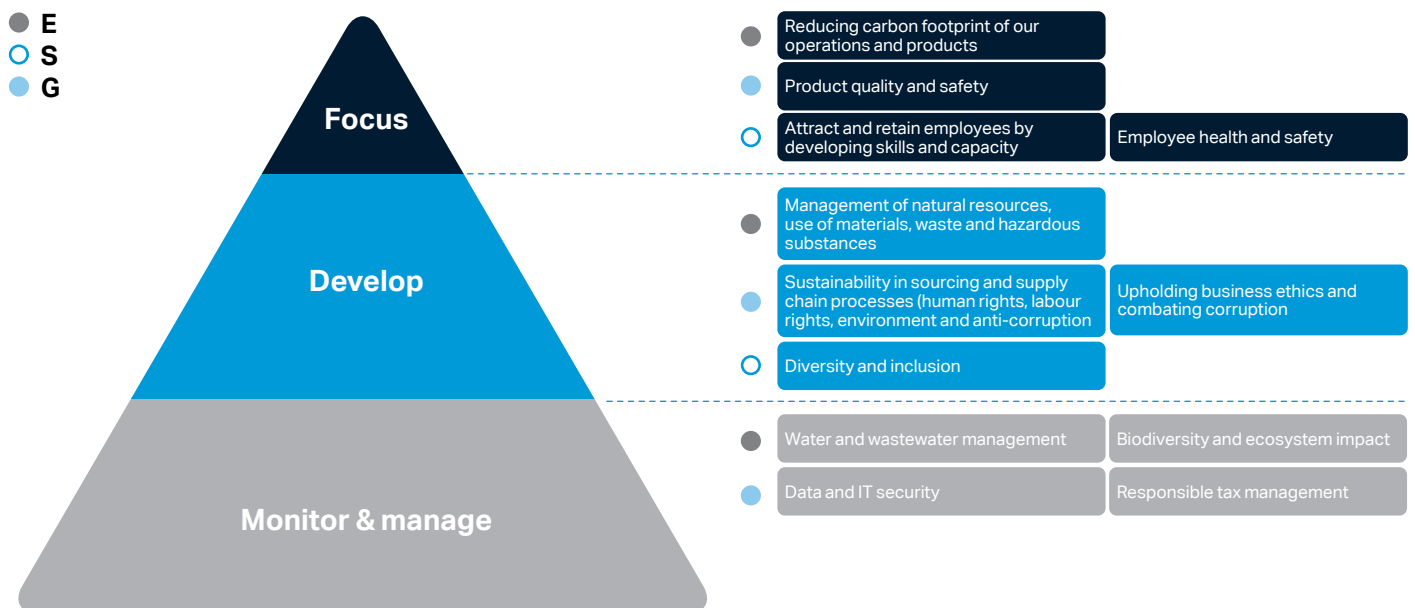 E
S
G
Focus
Reducing carbon footprint of our
operations and products
Product quality and safety
Attract and retain employees by
developing skills and capacity
Employee health and safety
Develop
Management of natural resources,
use of materials, waste and hazardous
substances
Sustainability in sourcing and supply
chain processes (human rights, labour
rights, environment and anti-corruption
Upholding business ethics and
combating corruption
Diversity and inclusion
Monitor & manage
Water and wastewater management
Biodiversity and ecosystem impact
Data and IT security
Responsible tax management